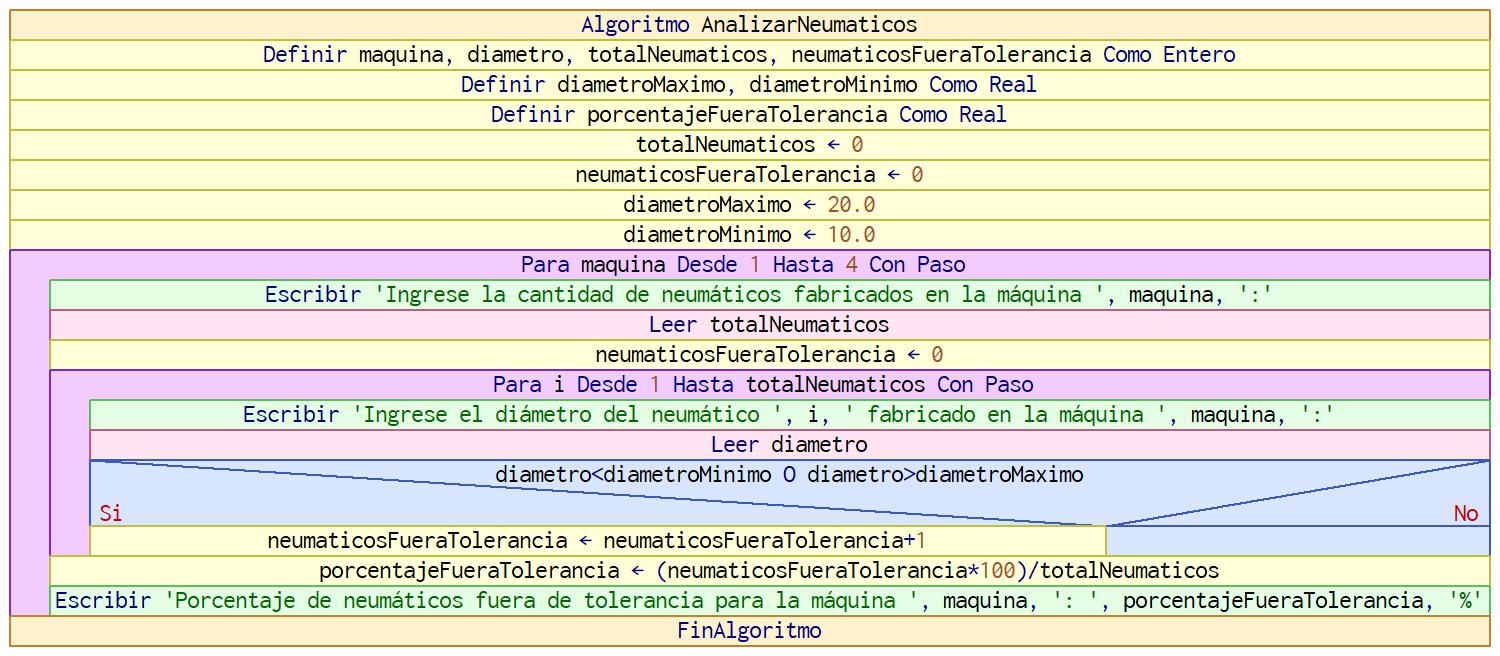 Algoritmo AnalizarNeumaticos
Definir maquina, diametro, totalNeumaticos, neumaticosFueraTolerancia Como Entero
Definir diametroMaximo, diametroMinimo Como Real
Definir porcentajeFueraTolerancia Como Real
totalNeumaticos ← 0
neumaticosFueraTolerancia ← 0
diametroMaximo ← 20.0
diametroMinimo ← 10.0
Para maquina Desde 1 Hasta 4 Con Paso
Escribir 'Ingrese la cantidad de neumáticos fabricados en la máquina ', maquina, ':'
Leer totalNeumaticos
neumaticosFueraTolerancia ← 0
Para i Desde 1 Hasta totalNeumaticos Con Paso
Escribir 'Ingrese el diámetro del neumático ', i, ' fabricado en la máquina ', maquina, ':'
Leer diametro
diametro<diametroMinimo O diametro>diametroMaximo
Si No
neumaticosFueraTolerancia ← neumaticosFueraTolerancia+1
porcentajeFueraTolerancia ← (neumaticosFueraTolerancia*100)/totalNeumaticos
Escribir 'Porcentaje de neumáticos fuera de tolerancia para la máquina ', maquina, ': ', porcentajeFueraTolerancia, '%'
FinAlgoritmo